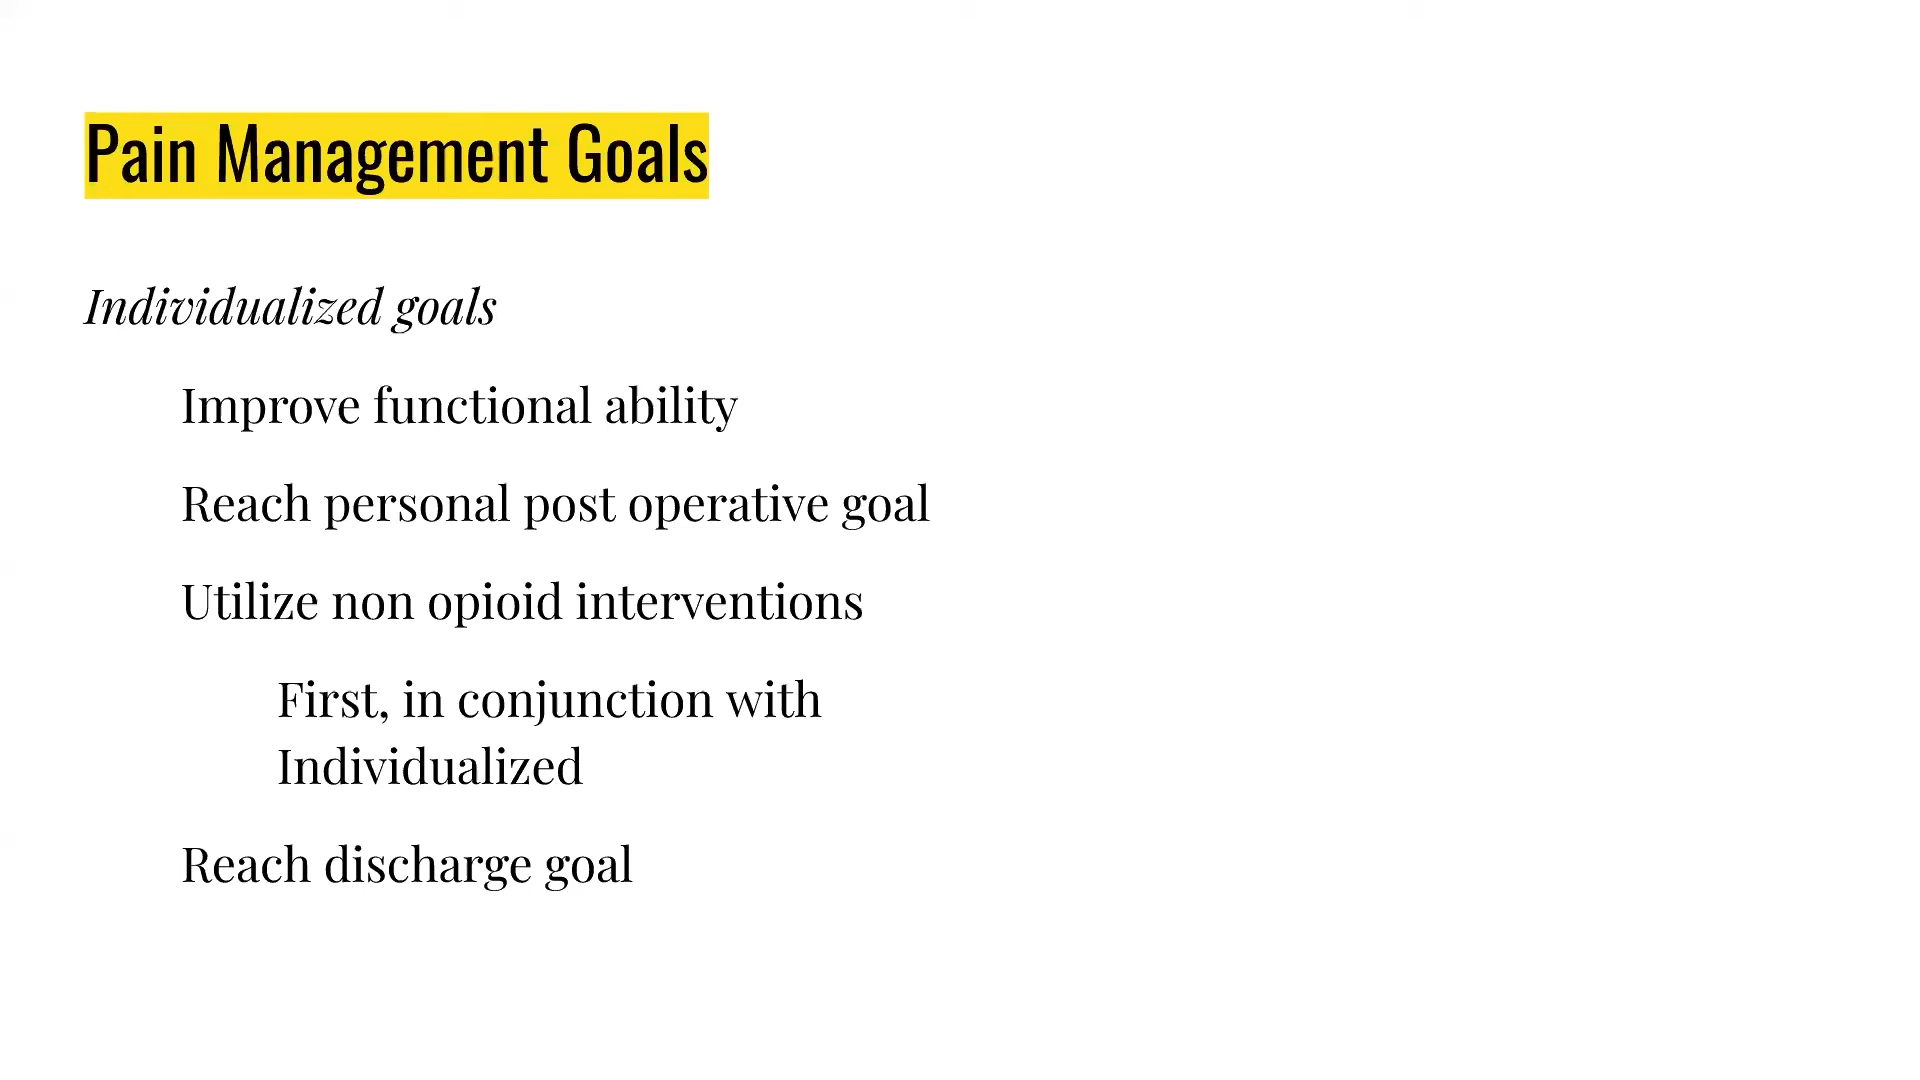 Pain Management Goals
Individualized goals
Improve functional ability
Reach personal post operative goal
Utilize non opioid interventions
First, in conjunction with
Individualized
Reach discharge goal